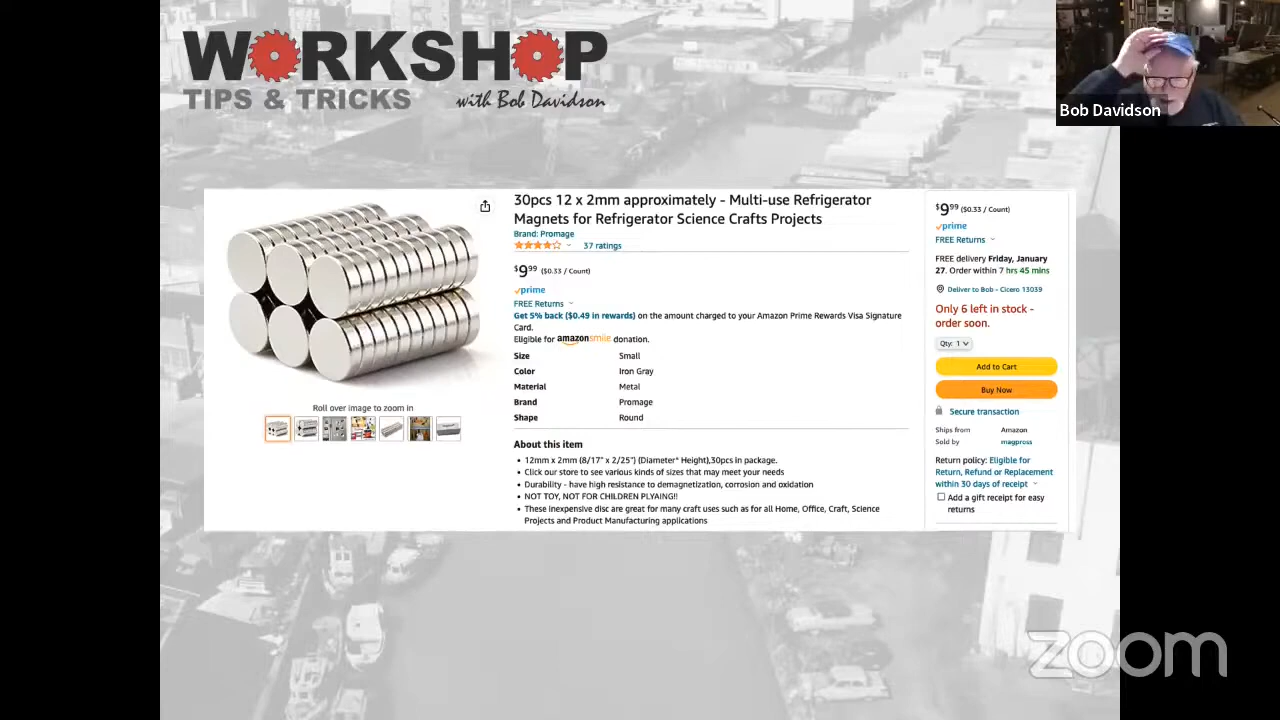 WORKSHOP
TIPS & TRICKS with Bob Davidson
Bob Davidson
30pcs 12 x 2mm approximately - Multi-use Refrigerator
Magnets for Refrigerator Science Crafts Projects
Brand: Promage
37 ratings
$9.99 ($0.33 / Count)
prime
FREE Returns
Get 5% back ($0.49 in rewards) on the amount charged to your Amazon Prime Rewards Visa Signature
Card.
Eligible for amazonsmile donation.
Size Small
Color Iron Gray
Material Metal
Brand Promage
Shape Round
About this item
• 12mm x 2mm (8/17" x 2/25") (Diameter* Height),30pcs in package.
• Click our store to see various kinds of sizes that may meet your needs
• Durability - have high resistance to demagnetization, corrosion and oxidation
• NOT TOY, NOT FOR CHILDREN PLYAING!!
• These inexpensive disc are great for many craft uses such as for all Home, Office, Craft, Science
Projects and Product Manufacturing applications
Roll over image to zoom in
$9.99 ($0.33 / Count)
prime
FREE Returns
FREE delivery Friday, January
27. Order within 7 hrs 45 mins
Deliver to Bob - Cicero 13039
Only 6 left in stock -
order soon.
Qty: 1
Add to Cart
Buy Now
Secure transaction
Ships from Amazon
Sold by magpross
Return policy: Eligible for
Return, Refund or Replacement
within 30 days of receipt
Add a gift receipt for easy
returns
zoom